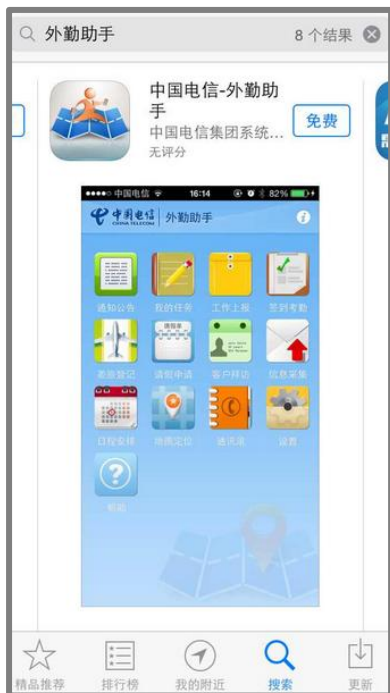 外勤助手 8 个结果
中国电信-外勤助
手
中国电信集团系统...
无评分
免费
中国电信 16:14 82%
中国电信 CHINA TELECOM 外勤助手
通知公告 我的任务 工作上报 签到考勤
差旅登记 请假申请 客户拜访 信息采集
日程安排 地图定位 通讯录 设置
帮助
精品推荐 排行榜 我的附近 搜索 更新